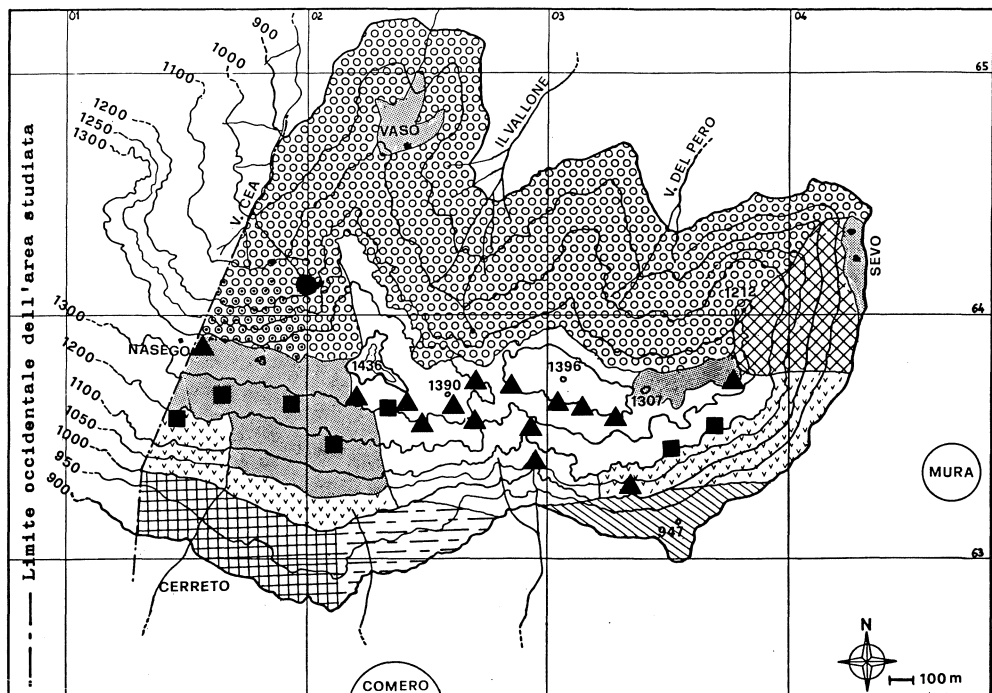 01
02
03
04
900
1000
1100
1200
1250
1300
65
VASO
IL VALLONE
V. DEL PERO
V. CEA
SEVO
1212
64
1300
NASEGO
1436
1390
1396
1307
1200
1100
1050
1000
950
900
MURA
947
63
CERRETO
COMERO
N
100 m
Limite occidentale dell'area studiata